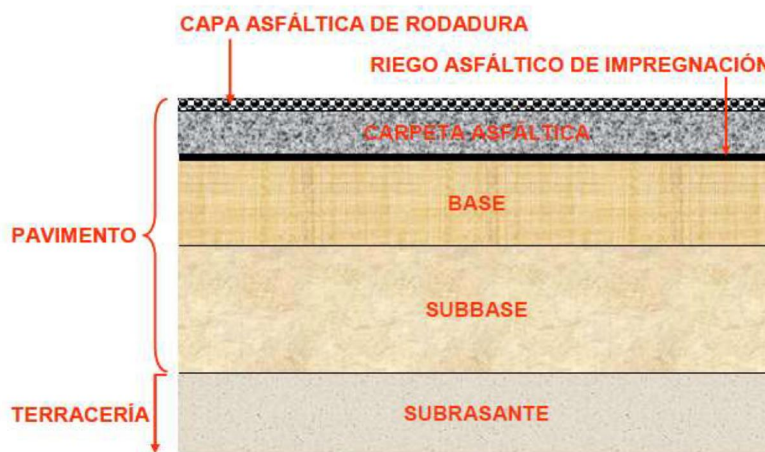 CAPA ASFÁLTICA DE RODADURA
RIEGO ASFÁLTICO DE IMPREGNACIÓN
CARPETA ASFÁLTICA
BASE
PAVIMENTO
SUBBASE
TERRACERÍA
SUBRASANTE